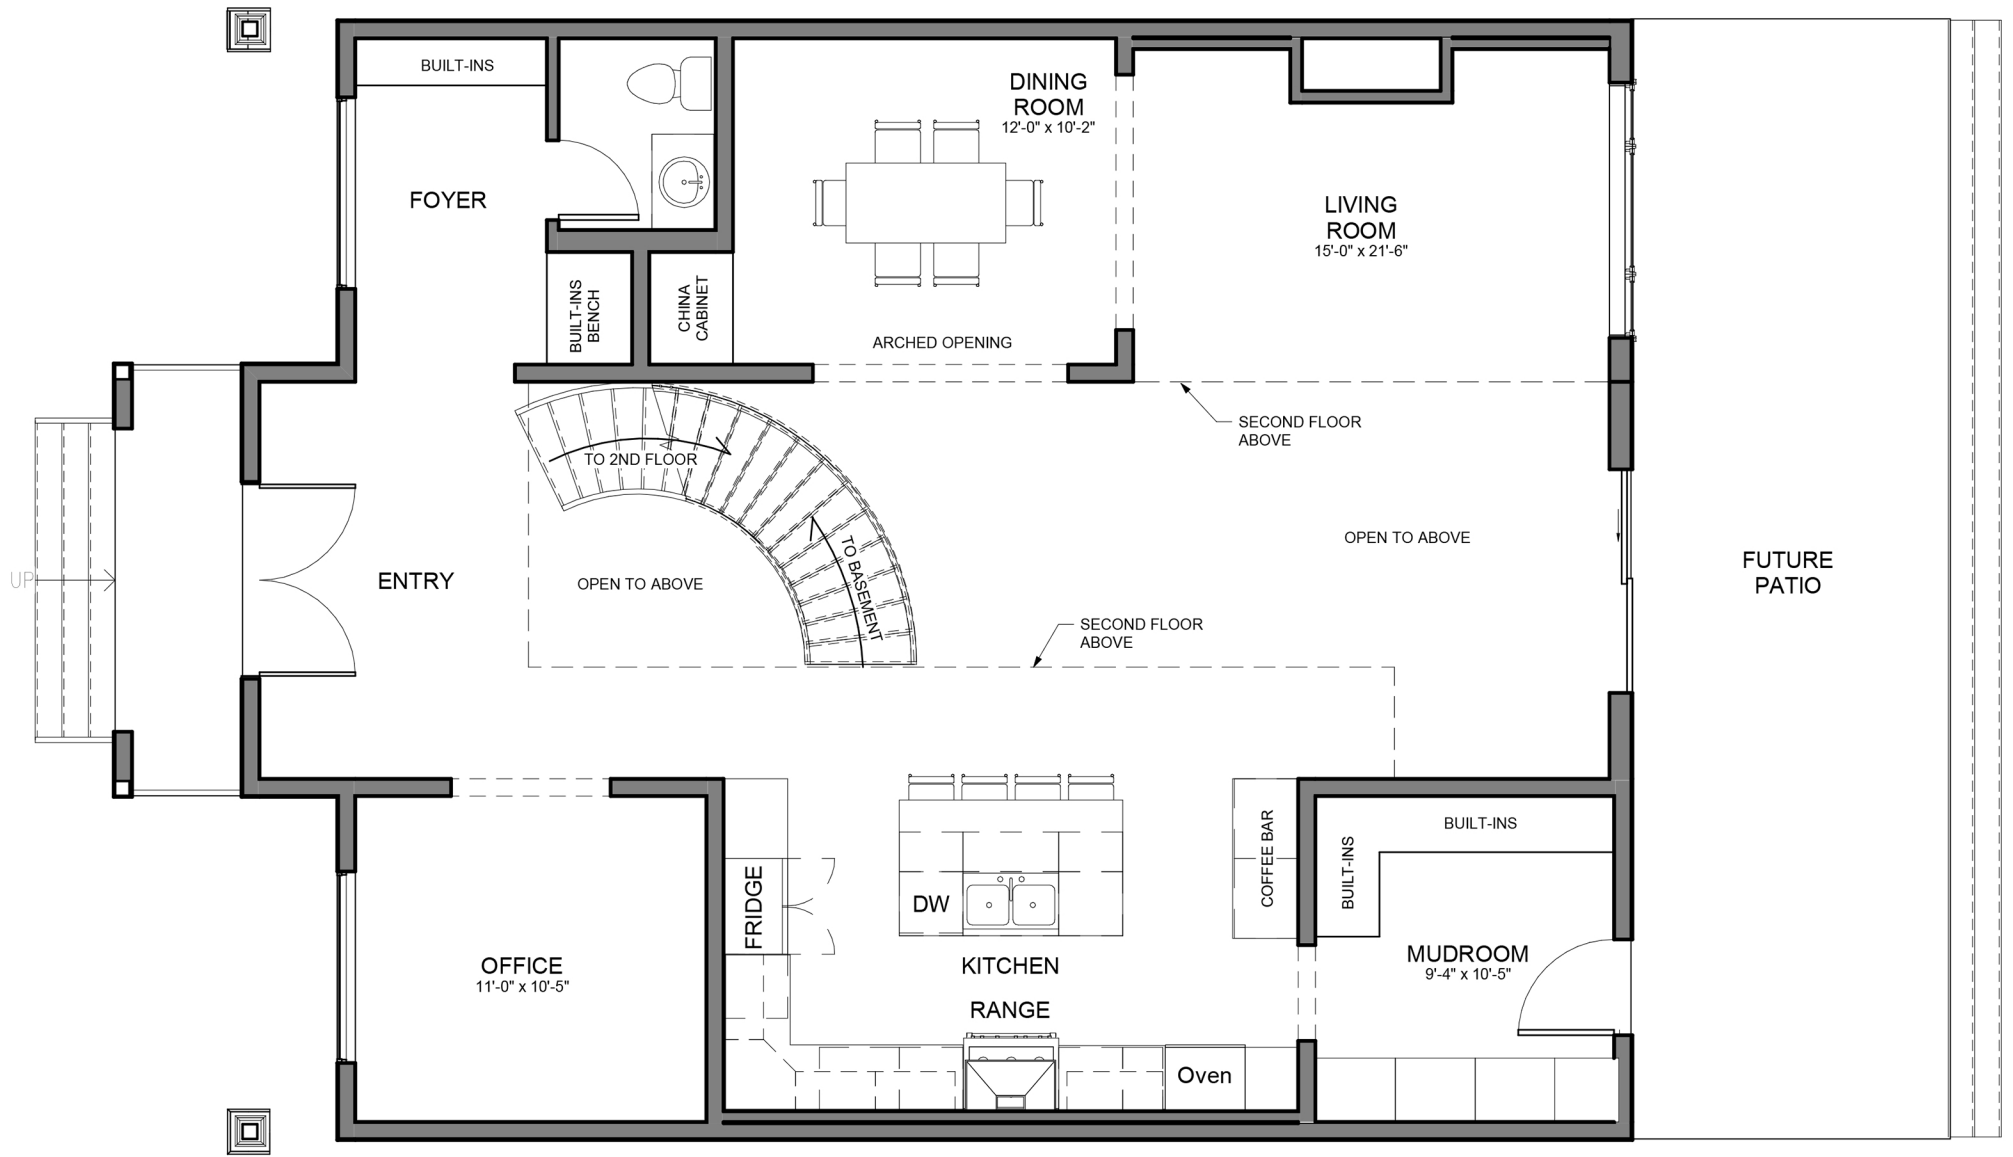 BUILT-INS
FOYER
BUILT-INS
BENCH
CHINA
CABINET
DINING
ROOM
12'-0" x 10'-2"
ARCHED OPENING
LIVING
ROOM
15'-0" x 21'-6"
SECOND FLOOR
ABOVE
TO 2ND FLOOR
TO BASEMENT
UP
ENTRY
OPEN TO ABOVE
OPEN TO ABOVE
SECOND FLOOR
ABOVE
FUTURE
PATIO
OFFICE
11'-0" x 10'-5"
FRIDGE
DW
KITCHEN
RANGE
Oven
COFFEE BAR
BUILT-INS
BUILT-INS
MUDROOM
9'-4" x 10'-5"